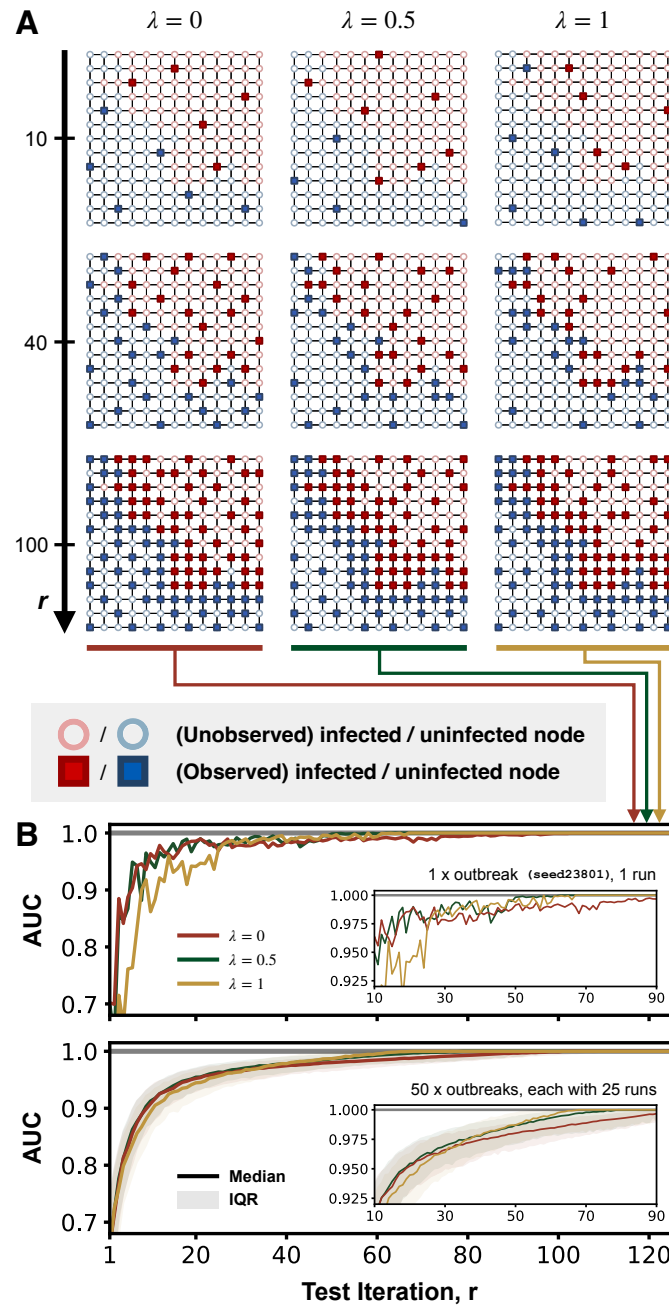 A
λ = 0
λ = 0.5
λ = 1
10
40
100
r
/ (Unobserved) infected / uninfected node
/ (Observed) infected / uninfected node
B
1.0
0.9
0.8
0.7
AUC
λ = 0
λ = 0.5
λ = 1
1 x outbreak (seed23801), 1 run
1.000
0.975
0.950
0.925
10 30 50 70 90
1.0
0.9
0.8
0.7
AUC
Median
IQR
50 x outbreaks, each with 25 runs
1.000
0.975
0.950
0.925
10 30 50 70 90
1 20 40 60 80 100 120
Test Iteration, r